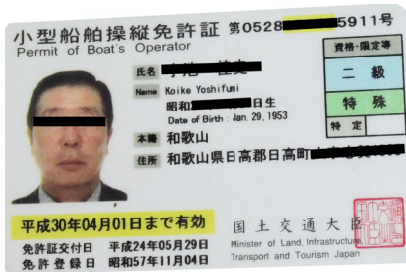 小型船舶操縦免許証 第0528 5911号
Permit of Boat's Operator
資格・限定等
氏名
二級
Name Koike Yoshifumi
昭和 日生
特殊
Date of Birth : Jan. 29, 1953
特定
本籍 和歌山
住所 和歌山県日高郡日高町
平成30年04月01日まで有効
国土交通大臣
免許証交付日 平成24年05月29日
Minister of Land, Infrastructure,
免許登録日 昭和57年11月04日
Transport and Tourism Japan